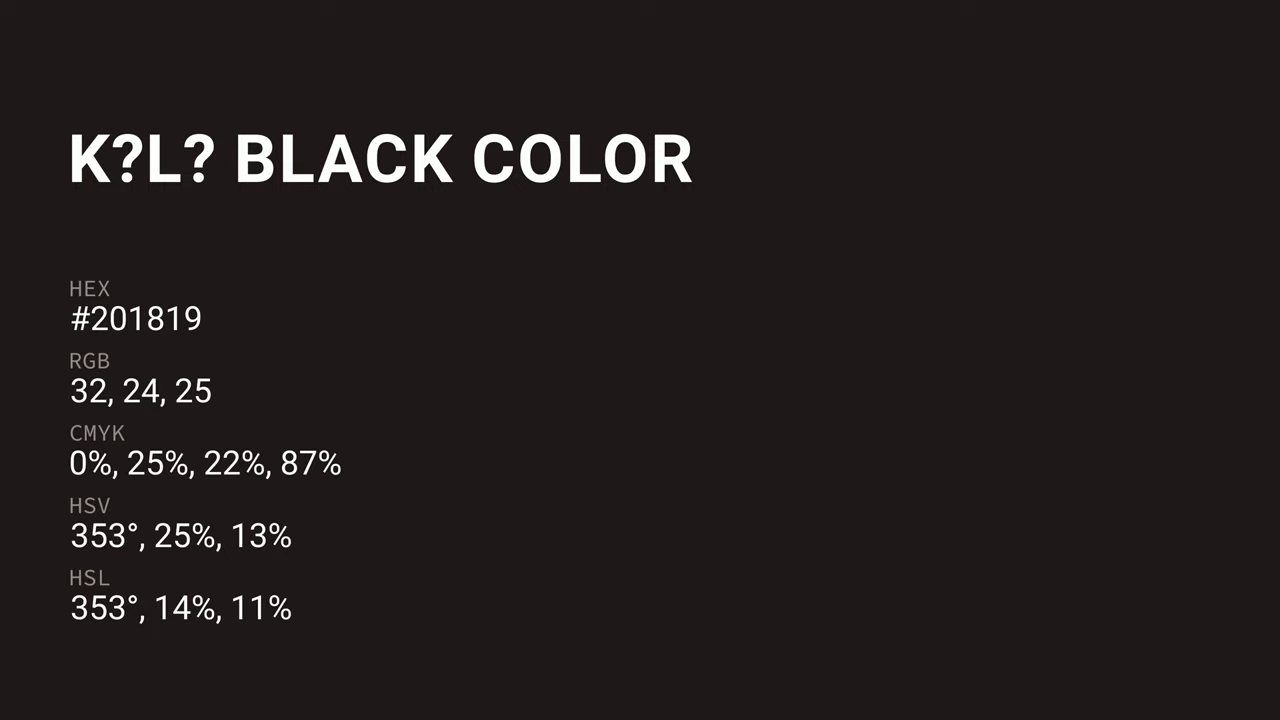 K?L? BLACK COLOR
HEX
#201819
RGB
32, 24, 25
CMYK
0%, 25%, 22%, 87%
HSV
353°, 25%, 13%
HSL
353°, 14%, 11%